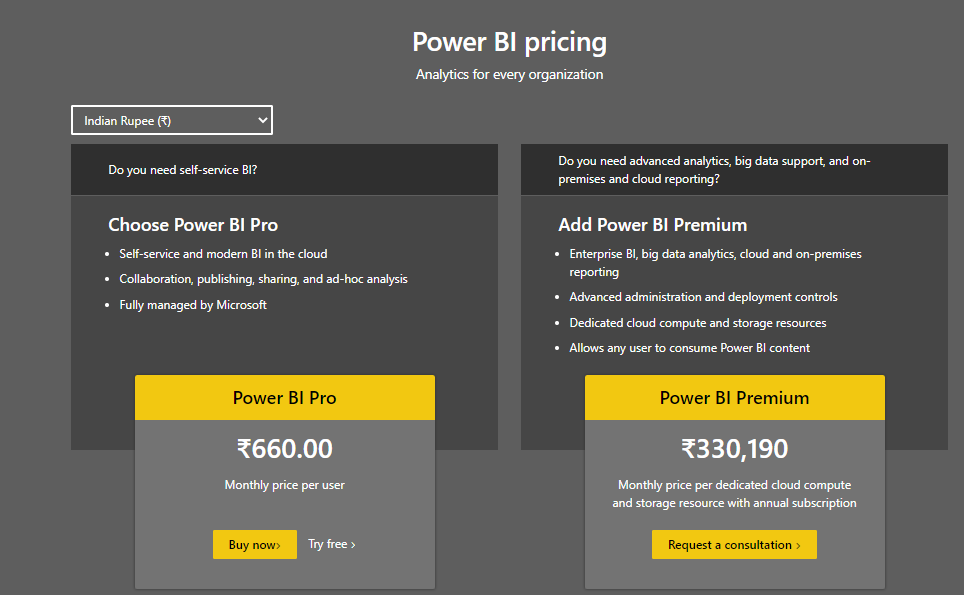 Power BI pricing
Analytics for every organization
Indian Rupee (₹)
Do you need self-service BI?
Choose Power BI Pro
• Self-service and modern BI in the cloud
• Collaboration, publishing, sharing, and ad-hoc analysis
• Fully managed by Microsoft
Power BI Pro
₹660.00
Monthly price per user
Buy now›
Try free ›
Do you need advanced analytics, big data support, and on-
premises and cloud reporting?
Add Power BI Premium
• Enterprise BI, big data analytics, cloud and on-premises
reporting
• Advanced administration and deployment controls
• Dedicated cloud compute and storage resources
• Allows any user to consume Power BI content
Power BI Premium
₹330,190
Monthly price per dedicated cloud compute
and storage resource with annual subscription
Request a consultation ›